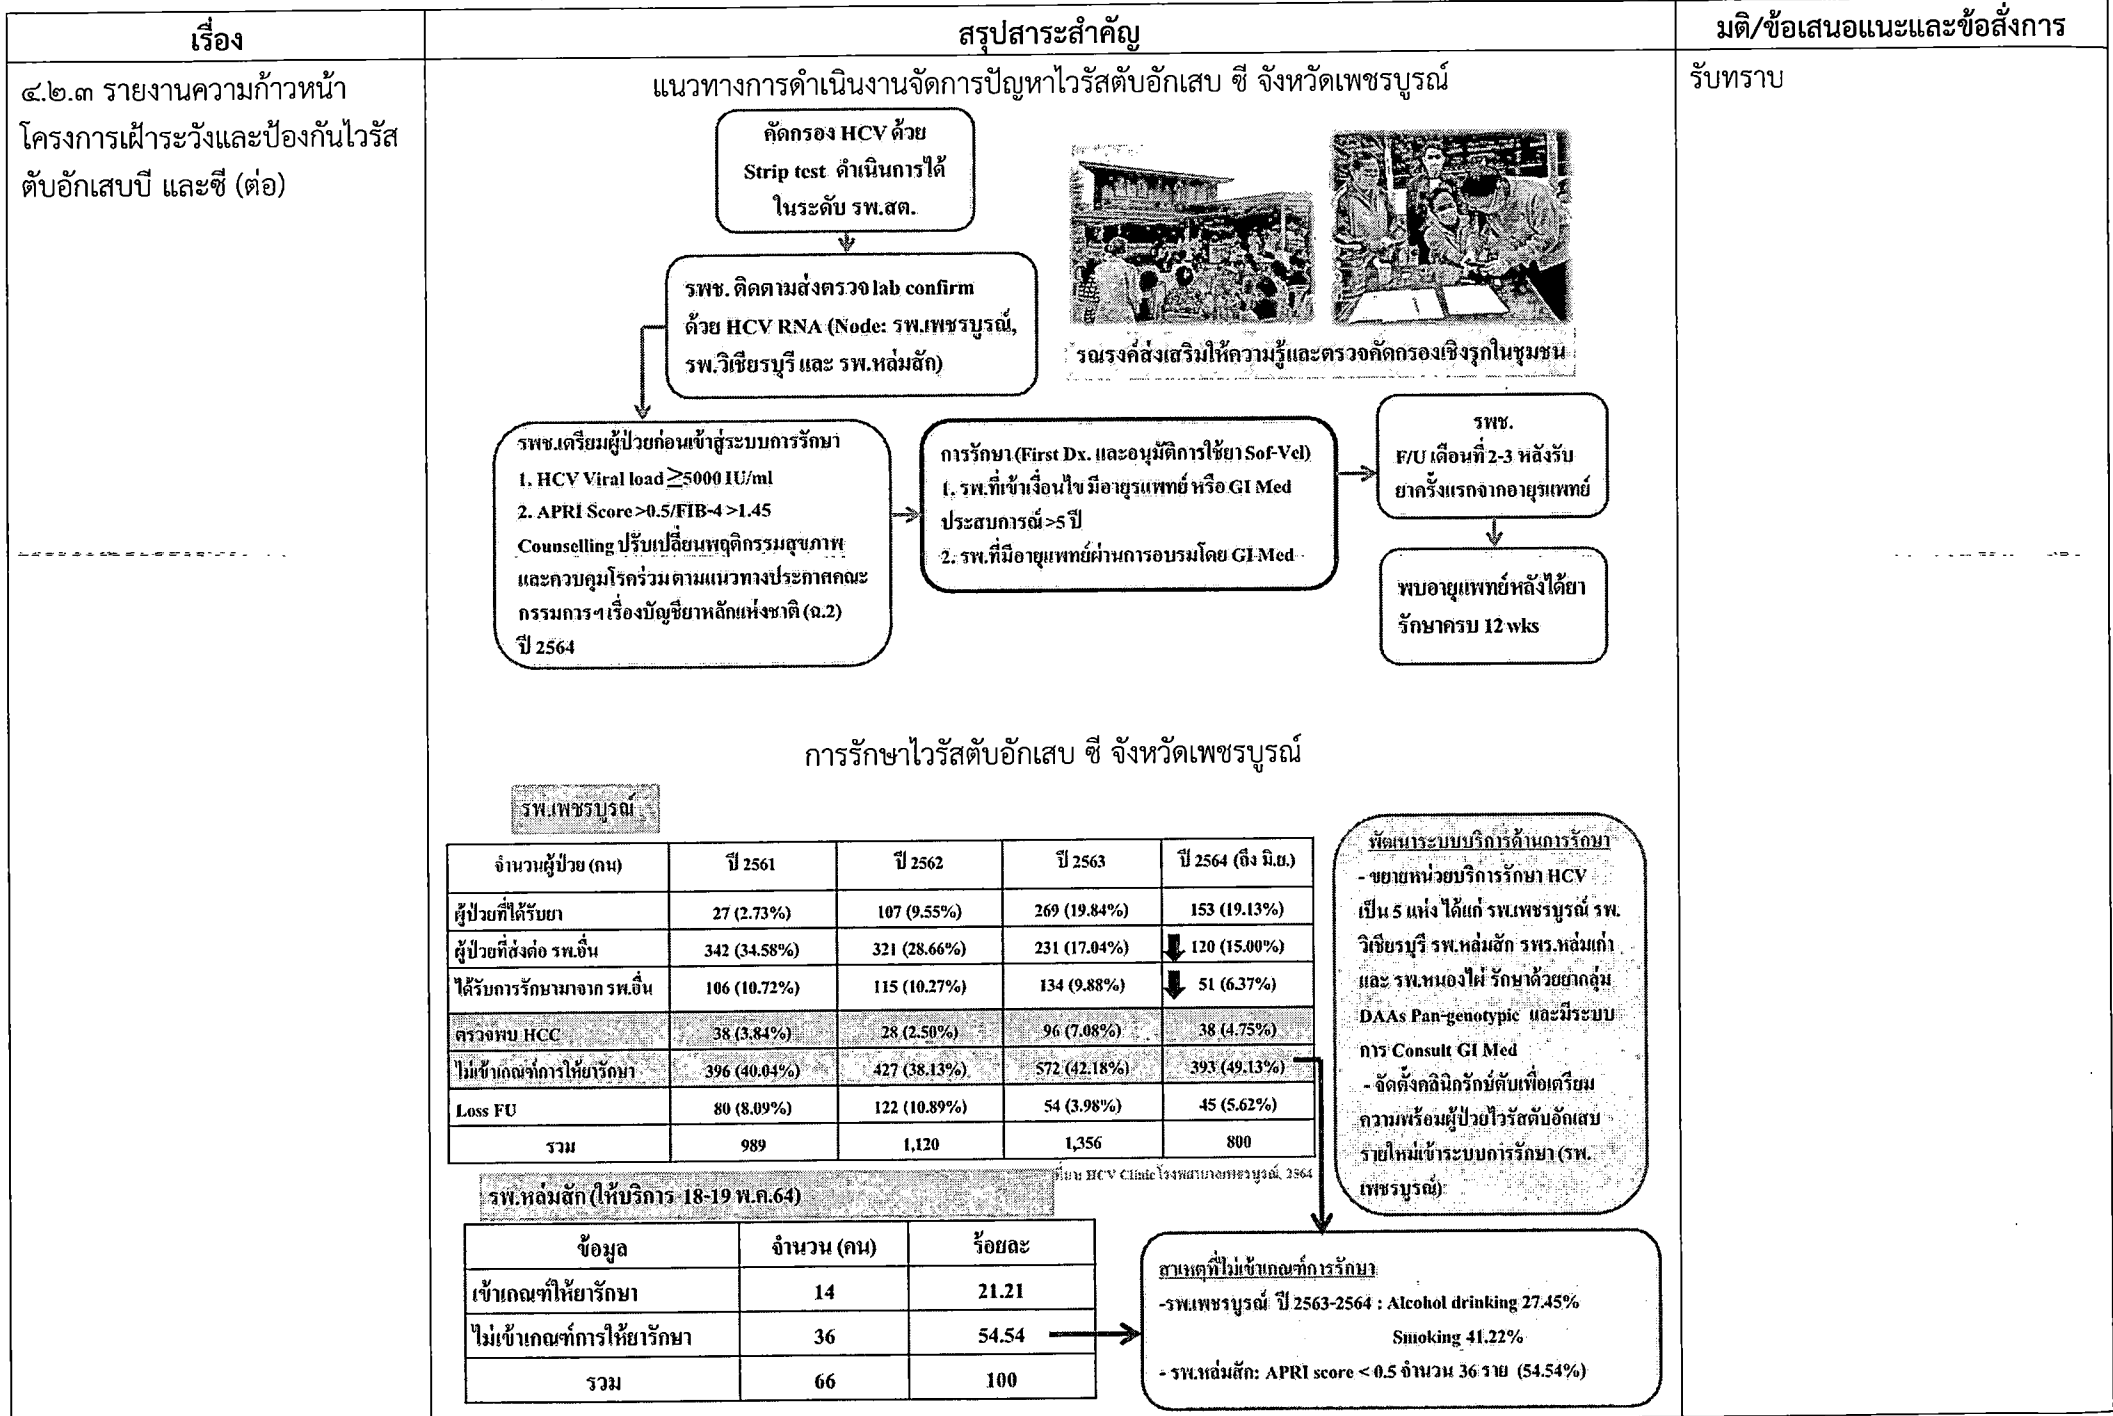 เรื่อง
สรุปสาระสำคัญ
มติ/ข้อเสนอแนะและข้อสั่งการ
๔.๒.๓ รายงานความก้าวหน้า
โครงการเฝ้าระวังและป้องกันไวรัส
ตับอักเสบบี และซี (ต่อ)
แนวทางการดำเนินงานจัดการปัญหาไวรัสตับอักเสบ ซี จังหวัดเพชรบูรณ์
รับทราบ
คัดกรอง HCV ด้วย
Strip test ดำเนินการได้
ในระดับ รพ.สต.
รพช. ติดตามส่งตรวจ lab confirm
ด้วย HCV RNA (Node: รพ.เพชรบูรณ์,
รพ.วิเชียรบุรี และ รพ.หล่มสัก)
รณรงค์ส่งเสริมให้ความรู้และตรวจคัดกรองเชิงรุกในชุมชน
รพช.เตรียมผู้ป่วยก่อนเข้าสู่ระบบการรักษา
1. HCV Viral load ≥5000 IU/ml
2. APRI Score >0.5/FIB-4 >1.45
Counselling ปรับเปลี่ยนพฤติกรรมสุขภาพ
และควบคุมโรคร่วม ตามแนวทางประกาศคณะ
กรรมการฯ เรื่องบัญชียาหลักแห่งชาติ (ฉ.2)
ปี 2564
การรักษา (First Dx. และอนุมัติการใช้ยา Sof-Vel)
1. รพ.ที่เข้าเงื่อนไข มีอายุรแพทย์ หรือ GI Med
ประสบการณ์ >5 ปี
2. รพ.ที่มีอายุแพทย์ผ่านการอบรมโดย GI Med
รพช.
F/U เดือนที่ 2-3 หลังรับ
ยาครั้งแรกจากอายุรแพทย์
พบอายุแพทย์หลังได้ยา
รักษาครบ 12 wks
การรักษาไวรัสตับอักเสบ ซี จังหวัดเพชรบูรณ์
รพ.เพชรบูรณ์
จำนวนผู้ป่วย (คน) ปี 2561 ปี 2562 ปี 2563 ปี 2564 (ถึง มิ.ย.)
ผู้ป่วยที่ได้รับยา 27 (2.73%) 107 (9.55%) 269 (19.84%) 153 (19.13%)
ผู้ป่วยที่ส่งต่อ รพ.อื่น 342 (34.58%) 321 (28.66%) 231 (17.04%) 120 (15.00%)
ได้รับการรักษามาจาก รพ.อื่น 106 (10.72%) 115 (10.27%) 134 (9.88%) 51 (6.37%)
ตรวจพบ HCC 38 (3.84%) 28 (2.50%) 96 (7.08%) 38 (4.75%)
ไม่เข้าเกณฑ์การให้ยารักษา 396 (40.04%) 427 (38.13%) 572 (42.18%) 393 (49.13%)
Loss FU 80 (8.09%) 122 (10.89%) 54 (3.98%) 45 (5.62%)
รวม 989 1,120 1,356 800
ที่มา: HCV Clinic โรงพยาบาลเพชรบูรณ์, 2564
พัฒนาระบบบริการด้านการรักษา
- ขยายหน่วยบริการรักษา HCV
เป็น 5 แห่ง ได้แก่ รพ.เพชรบูรณ์ รพ.
วิเชียรบุรี รพ.หล่มสัก รพร.หล่มเก่า
และ รพ.หนองไผ่ รักษาด้วยยากลุ่ม
DAAs Pan-genotypic และมีระบบ
การ Consult GI Med
- จัดตั้งคลินิกรักษ์ตับเพื่อเตรียม
ความพร้อมผู้ป่วยไวรัสตับอักเสบ
รายใหม่เข้าระบบการรักษา (รพ.
เพชรบูรณ์)
รพ.หล่มสัก (ให้บริการ 18-19 พ.ค.64)
ข้อมูล จำนวน (คน) ร้อยละ
เข้าเกณฑ์ให้ยารักษา 14 21.21
ไม่เข้าเกณฑ์การให้ยารักษา 36 54.54
รวม 66 100
สาเหตุที่ไม่เข้าเกณฑ์การรักษา
-รพ.เพชรบูรณ์ ปี 2563-2564 : Alcohol drinking 27.45%
Smoking 41.22%
- รพ.หล่มสัก: APRI score < 0.5 จำนวน 36 ราย (54.54%)